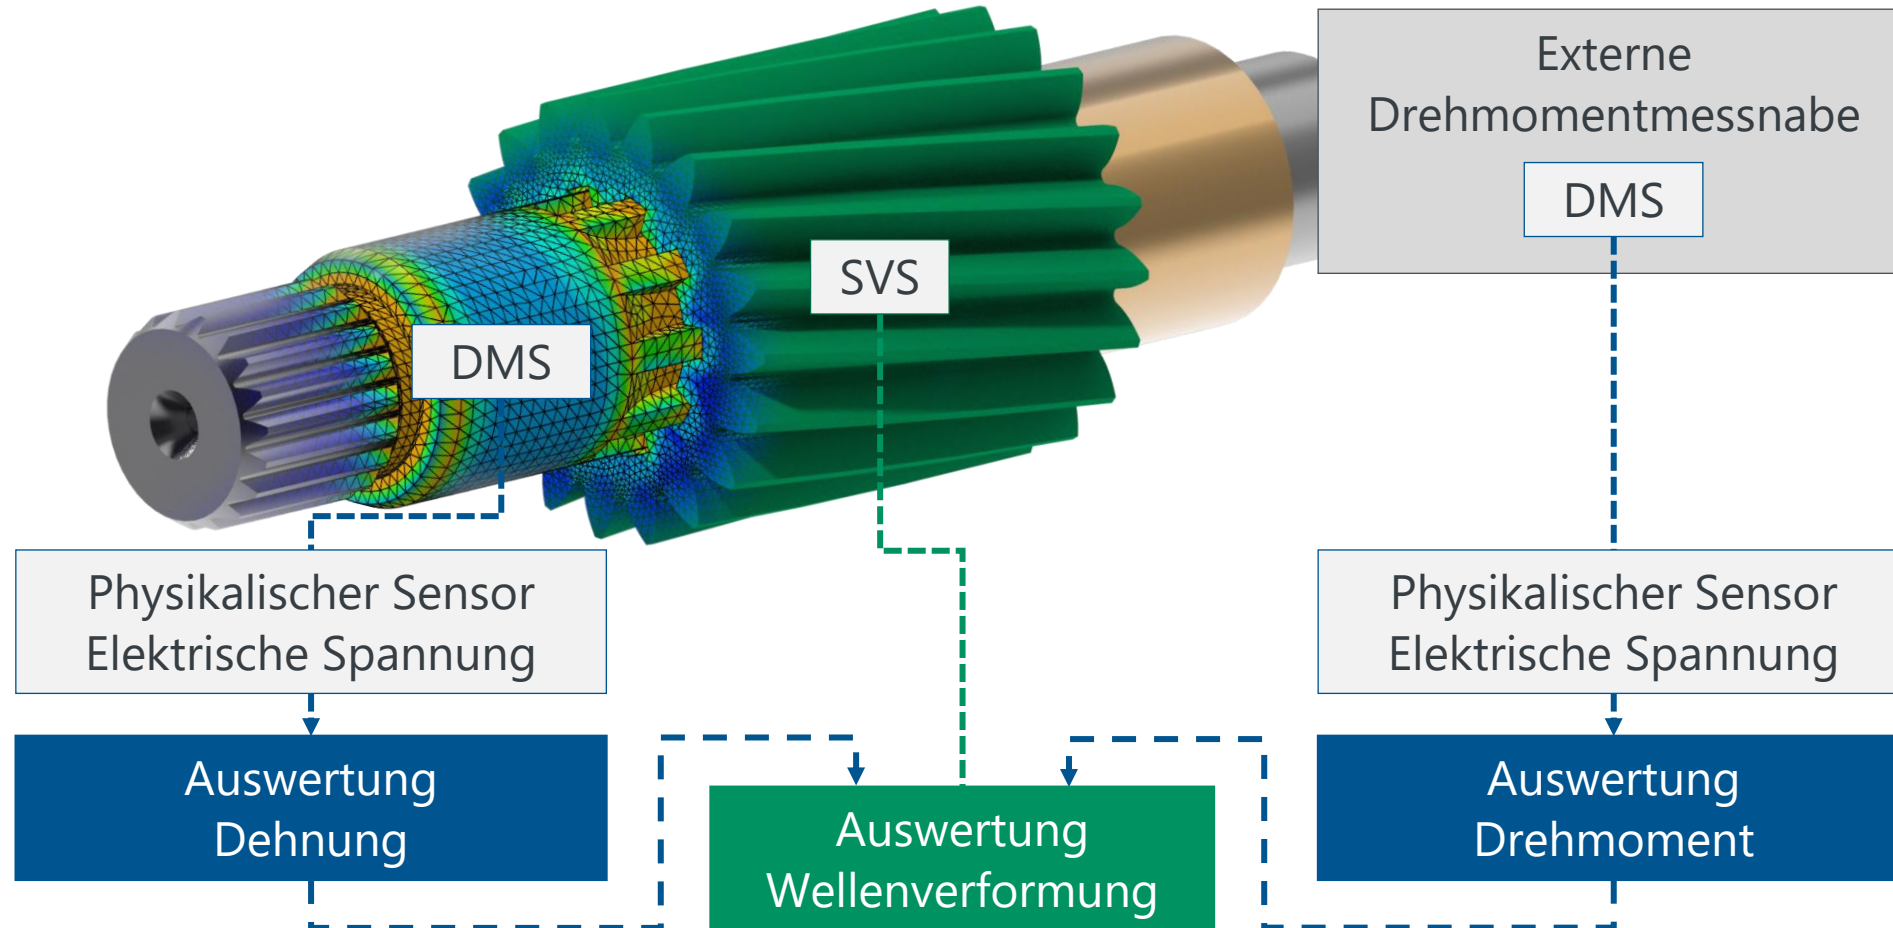 Externe
Drehmomentmessnabe
DMS
SVS
DMS
Physikalischer Sensor
Elektrische Spannung
Physikalischer Sensor
Elektrische Spannung
Auswertung
Dehnung
Auswertung
Wellenverformung
Auswertung
Drehmoment